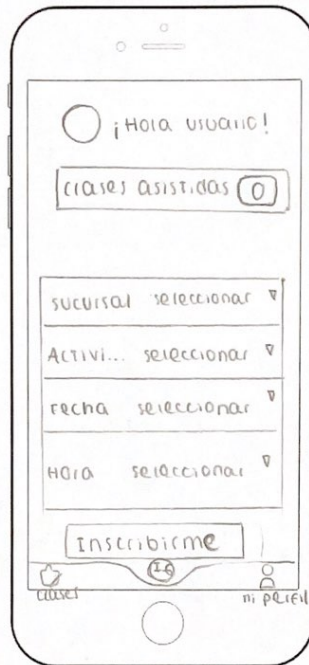 ¡Hola usuario!
clases asistidas 0
sucursal seleccionar
Activi... seleccionar
fecha seleccionar
Hora seleccionar
Inscribirme
clases mi perfil